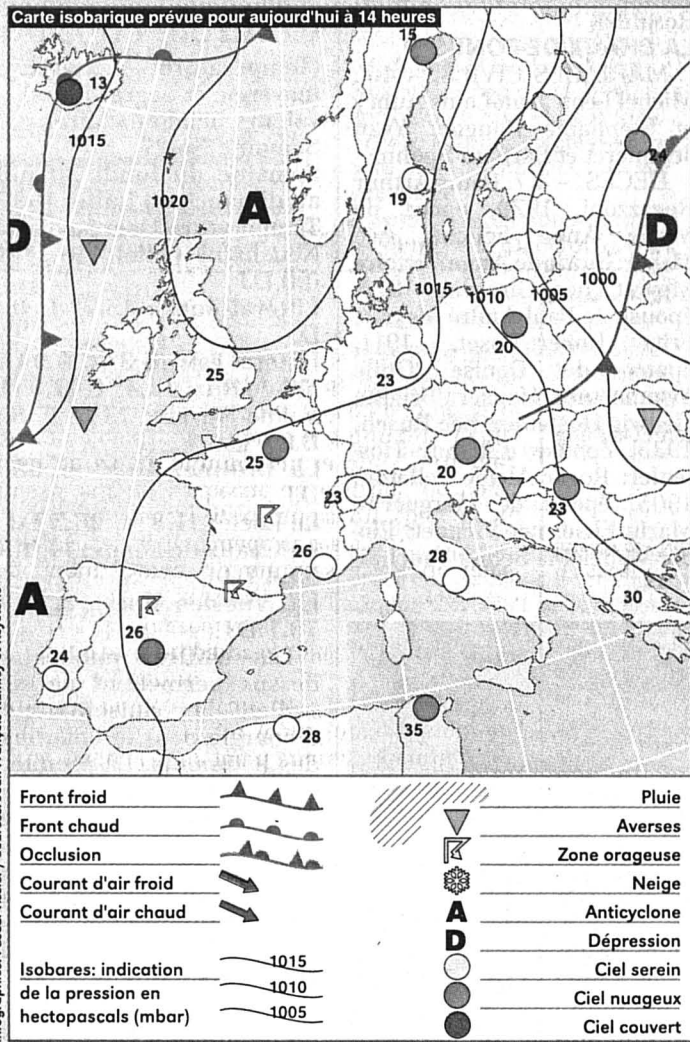 Carte isobarique prévue pour aujourd'hui à 14 heures
15
13
1015
24
1020
A
19
D
D
1015
1010
1005
1000
20
25
23
25
20
23
23
26
28
A
30
26
24
28
35
Front froid
Front chaud
Occlusion
Courant d'air froid
Courant d'air chaud
Isobares: indication
de la pression en
hectopascals (mbar)
1015
1010
1005
Pluie
Averses
Zone orageuse
Neige
A Anticyclone
D Dépression
Ciel serein
Ciel nuageux
Ciel couvert